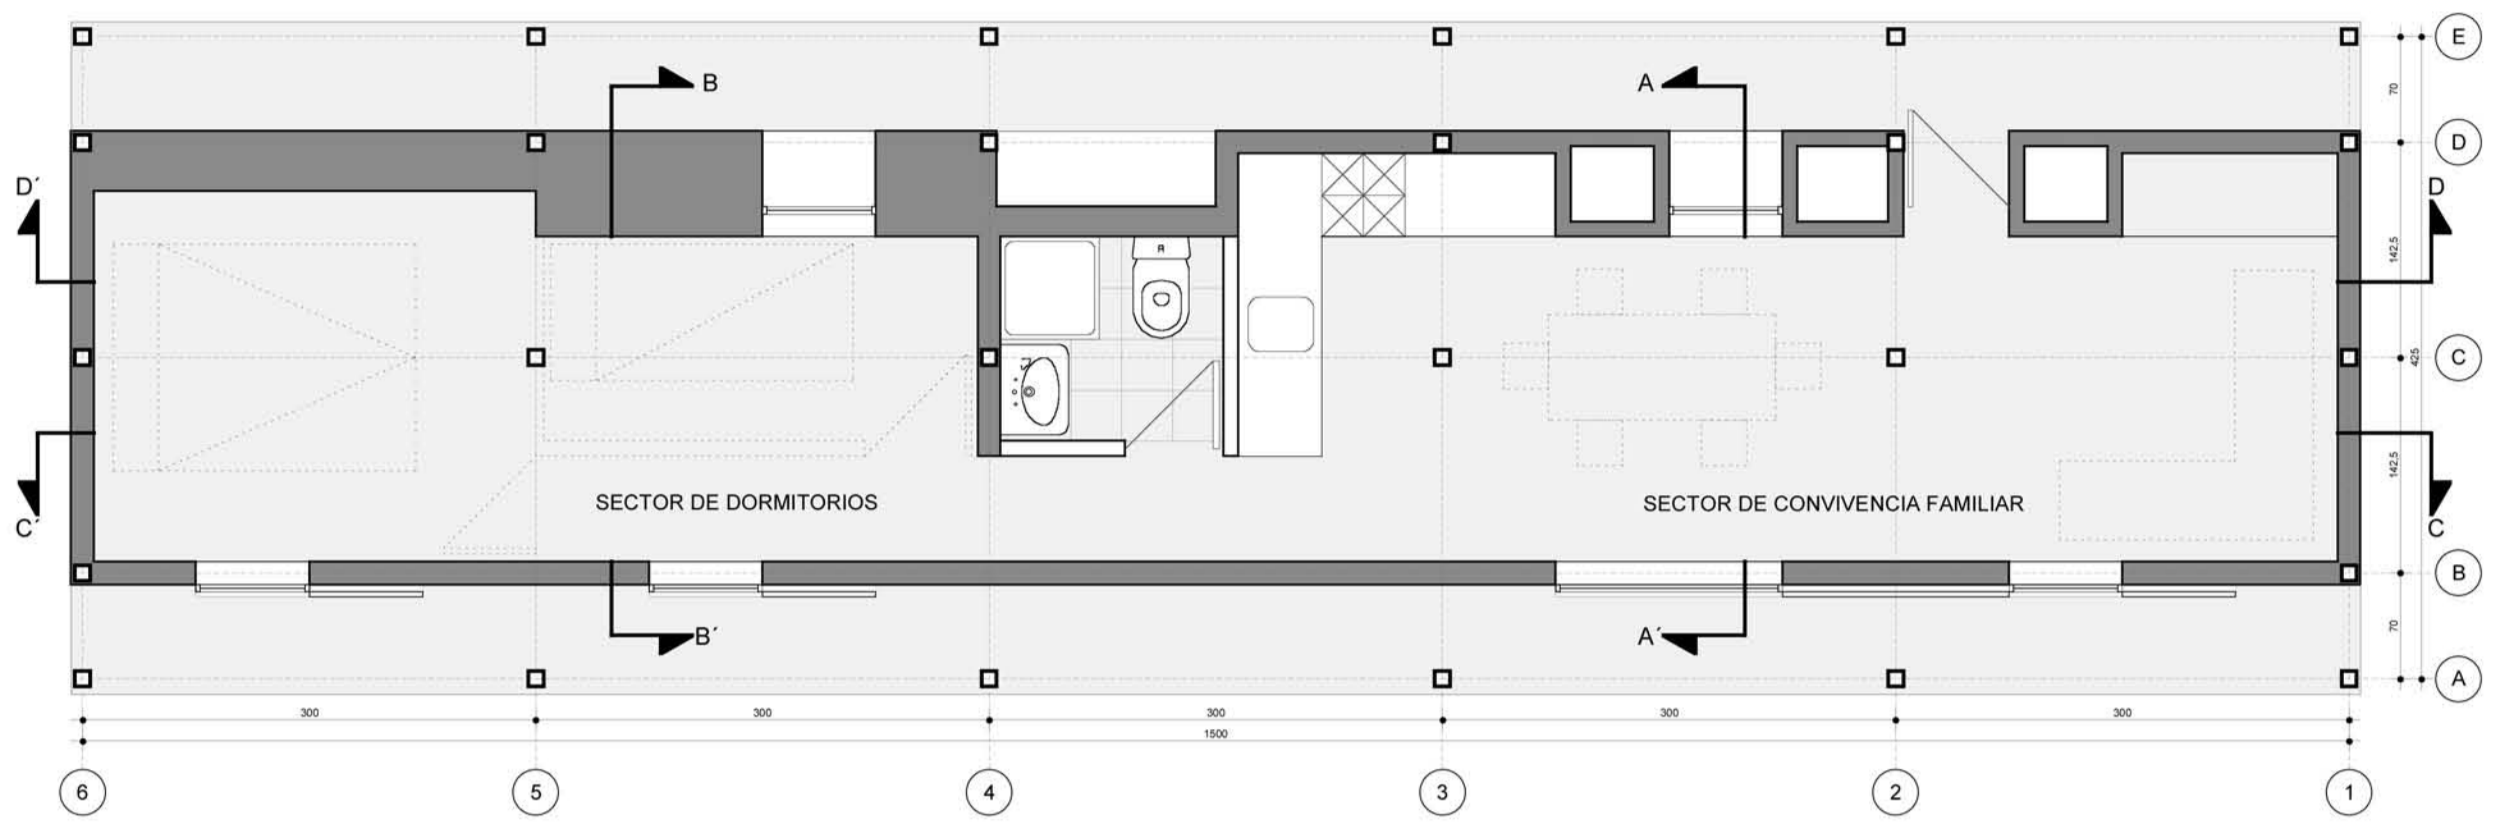 E
B
A
70
D
D´
D
142.5
C
425
SECTOR DE DORMITORIOS
SECTOR DE CONVIVENCIA FAMILIAR
142.5
C´
C
B
B´
A´
70
A
300
300
300
300
300
1500
6
5
4
3
2
1